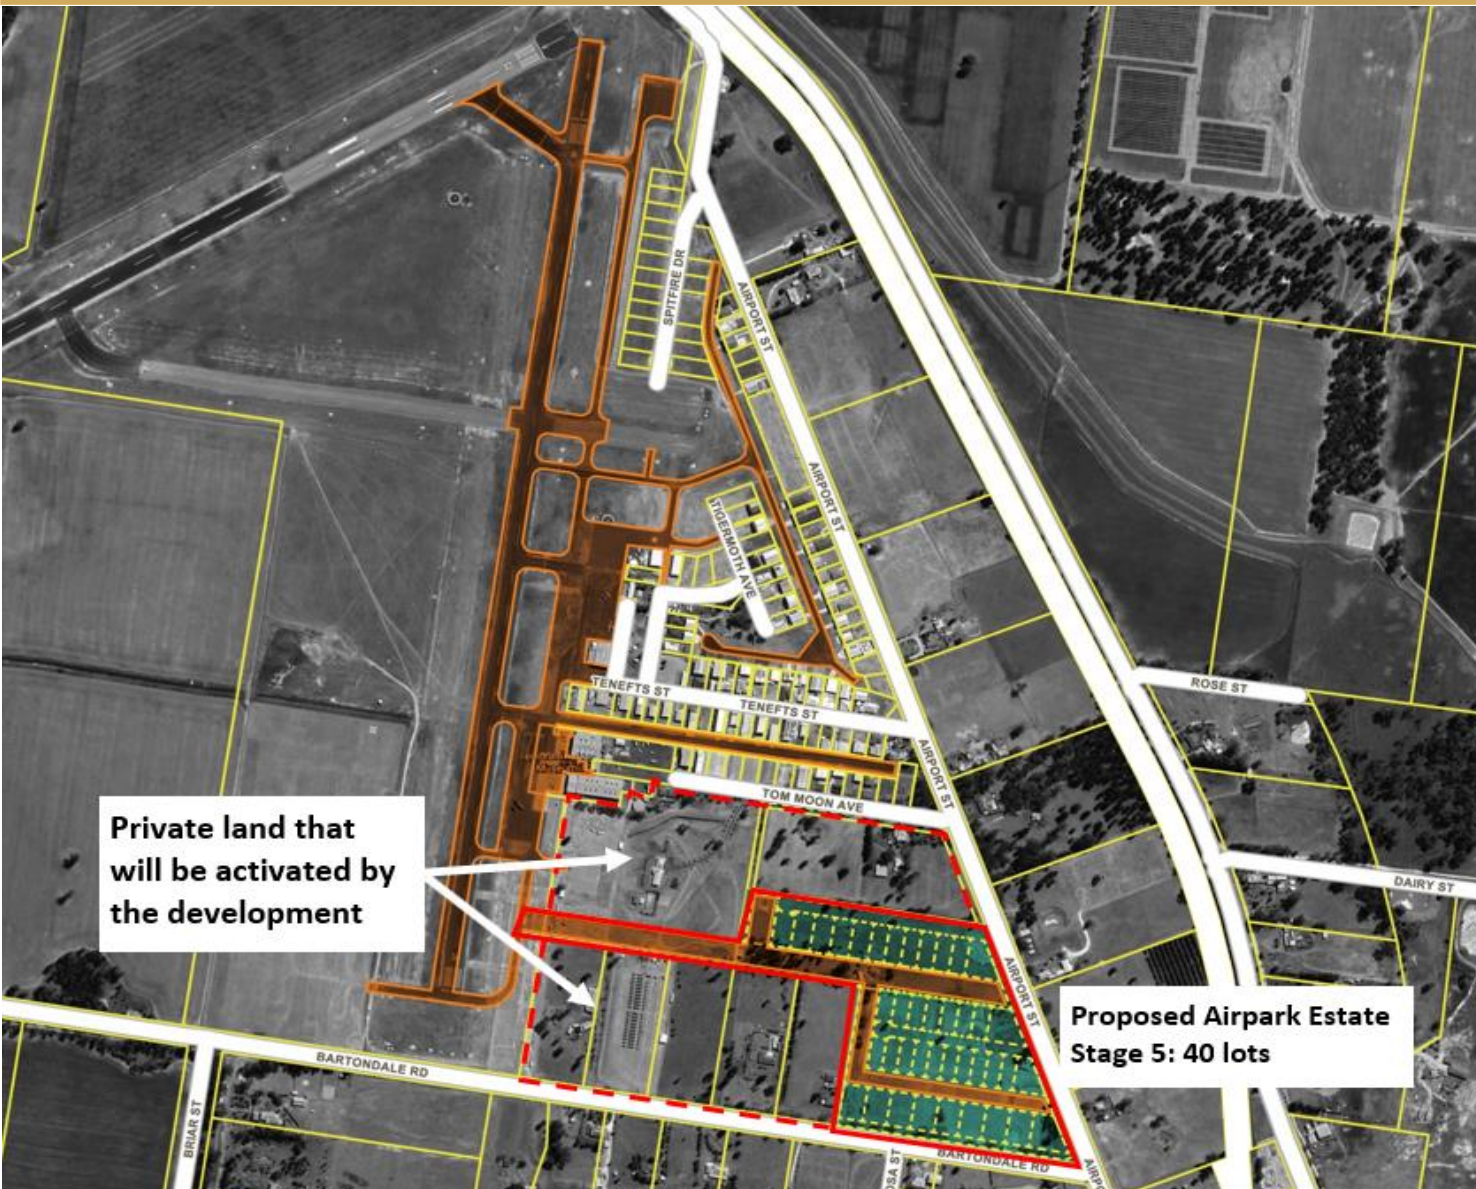 SPITFIRE DR
AIRPORT ST
AIRPORT ST
TIGERMOTH AVE
ROSE ST
TENEFTS ST
TENEFTS ST
AIRPORT ST
TOM MOON AVE
Private land that
will be activated by
the development
DAIRY ST
AIRPORT ST
Proposed Airpark Estate
Stage 5: 40 lots
BARTONDALE RD
BRIAR ST
BARTONDALE RD